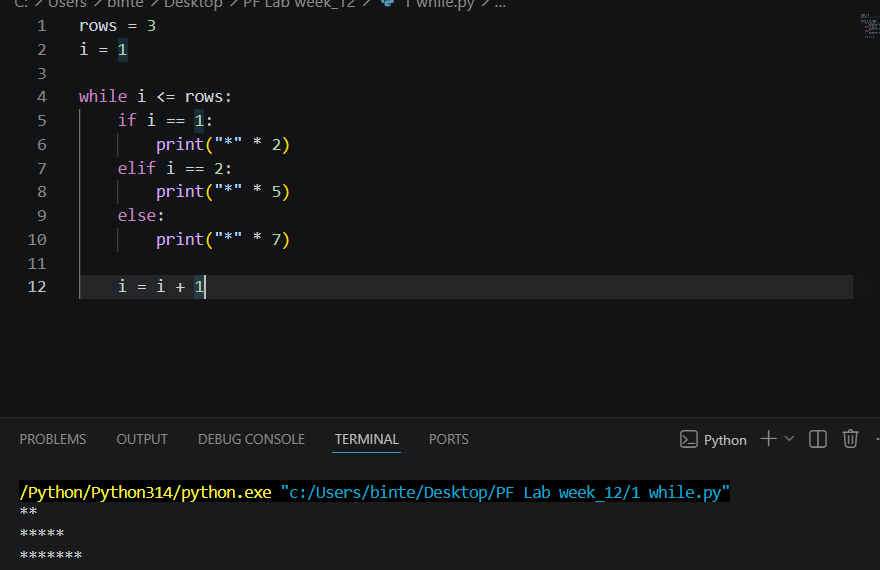 C: > Users > binte > Desktop > PF Lab week_12 > 1 while.py > ...
1 rows = 3
2 i = 1
3
4 while i <= rows:
5     if i == 1:
6         print("*" * 2)
7     elif i == 2:
8         print("*" * 5)
9     else:
10         print("*" * 7)
11
12     i = i + 1
PROBLEMS OUTPUT DEBUG CONSOLE TERMINAL PORTS Python
/Python/Python314/python.exe "c:/Users/binte/Desktop/PF Lab week_12/1 while.py"
**
*****
*******